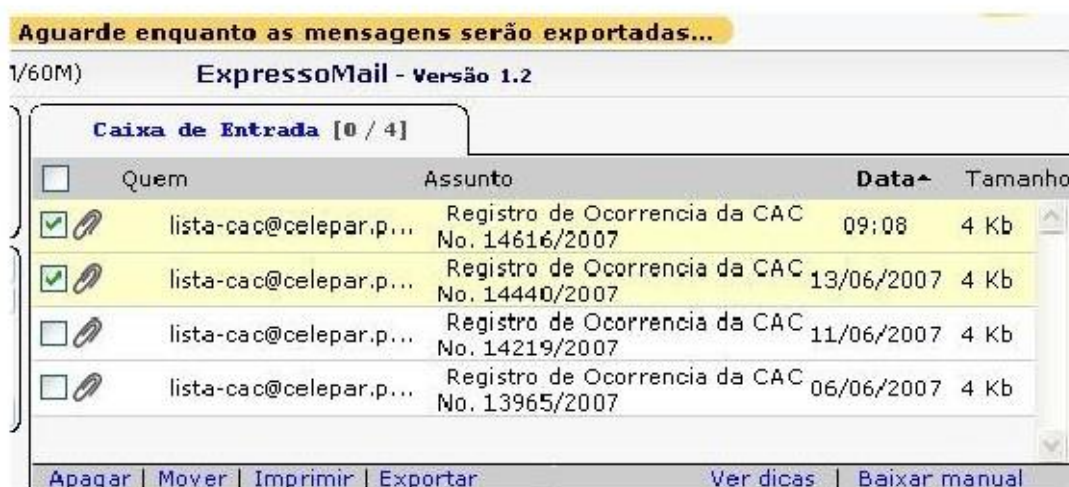 Aguarde enquanto as mensagens serão exportadas...
/60M) ExpressoMail - Versão 1.2
Caixa de Entrada [0 / 4]
Quem Assunto Data Tamanho
lista-cac@celepar.p... Registro de Ocorrencia da CAC No. 14616/2007 09:08 4 Kb
lista-cac@celepar.p... Registro de Ocorrencia da CAC No. 14440/2007 13/06/2007 4 Kb
lista-cac@celepar.p... Registro de Ocorrencia da CAC No. 14219/2007 11/06/2007 4 Kb
lista-cac@celepar.p... Registro de Ocorrencia da CAC No. 13965/2007 06/06/2007 4 Kb
Apagar | Mover | Imprimir | Exportar Ver dicas | Baixar manual